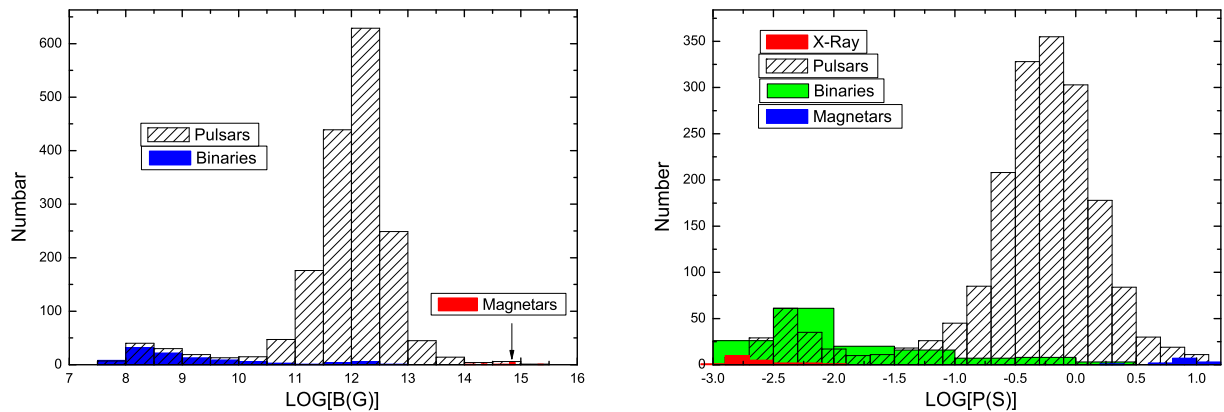 600
500
400
300
200
100
0
Numbar
Pulsars
Binaries
Magnetars
7 8 9 10 11 12 13 14 15 16
LOG[B(G)]
350
300
250
200
150
100
50
0
Number
X-Ray
Pulsars
Binaries
Magnetars
-3.0 -2.5 -2.0 -1.5 -1.0 -0.5 0.0 0.5 1.0
LOG[P(S)]